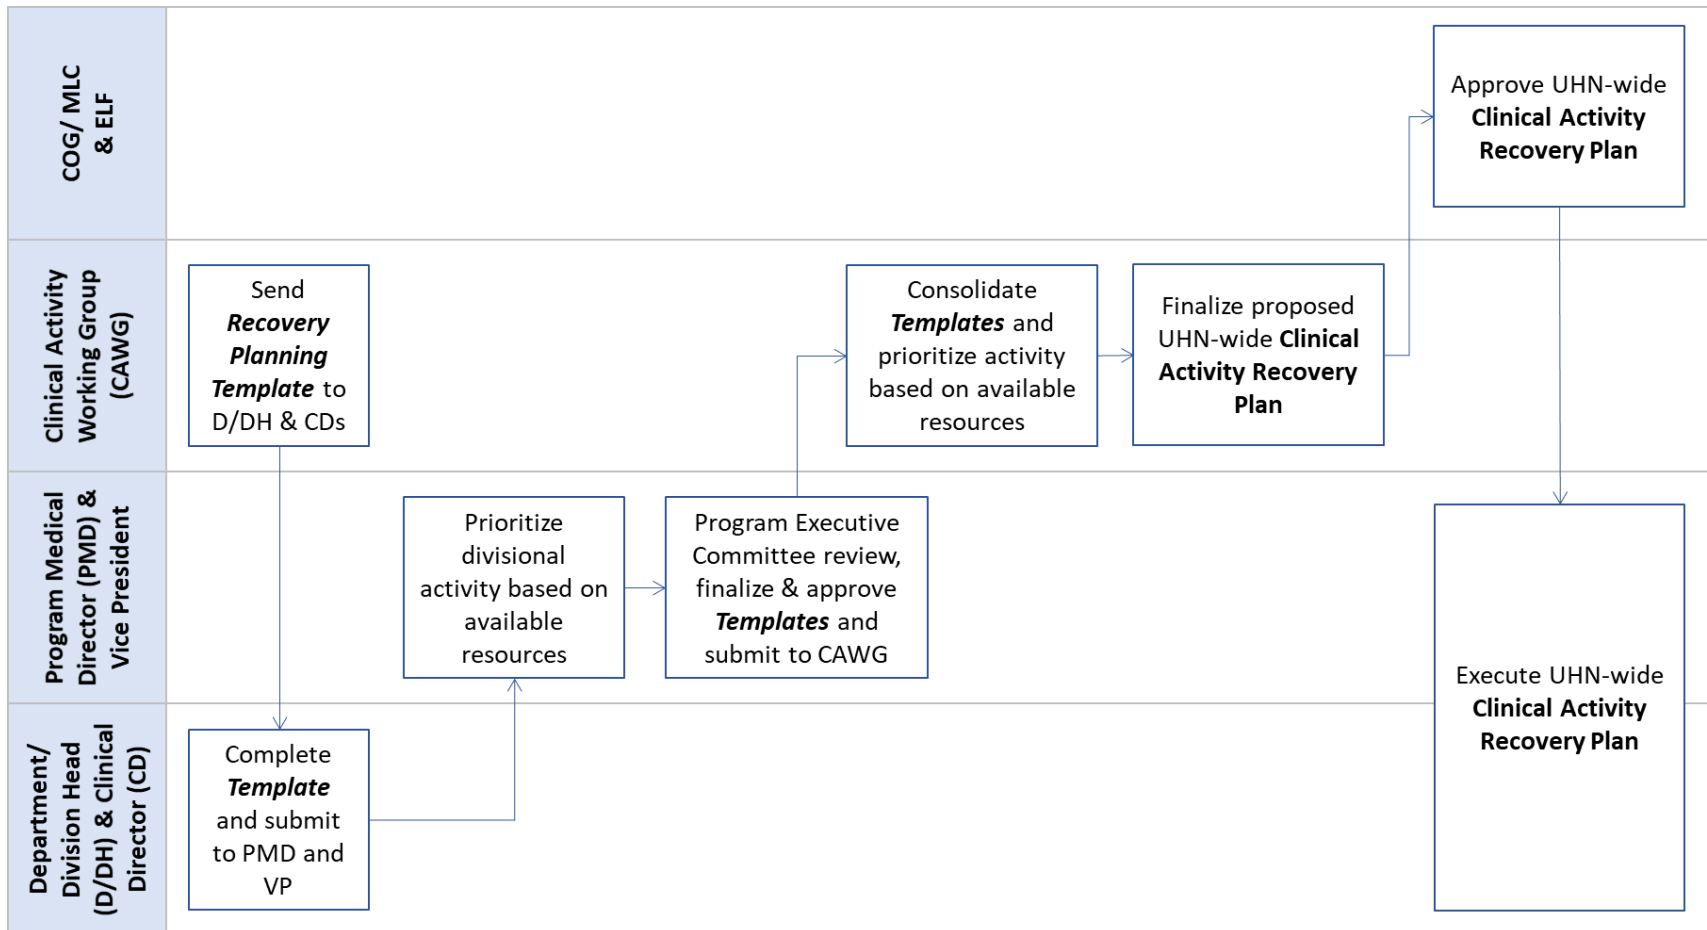 COG/ MLC
& ELF
Approve UHN-wide
Clinical Activity
Recovery Plan
Clinical Activity
Working Group
(CAWG)
Send
Recovery
Planning
Template to
D/DH & CDs
Consolidate
Templates and
prioritize activity
based on available
resources
Finalize proposed
UHN-wide Clinical
Activity Recovery
Plan
Program Medical
Director (PMD) &
Vice President
Prioritize
divisional
activity based on
available
resources
Program Executive
Committee review,
finalize & approve
Templates and
submit to CAWG
Execute UHN-wide
Clinical Activity
Recovery Plan
Department/
Division Head
(D/DH) & Clinical
Director (CD)
Complete
Template
and submit
to PMD and
VP